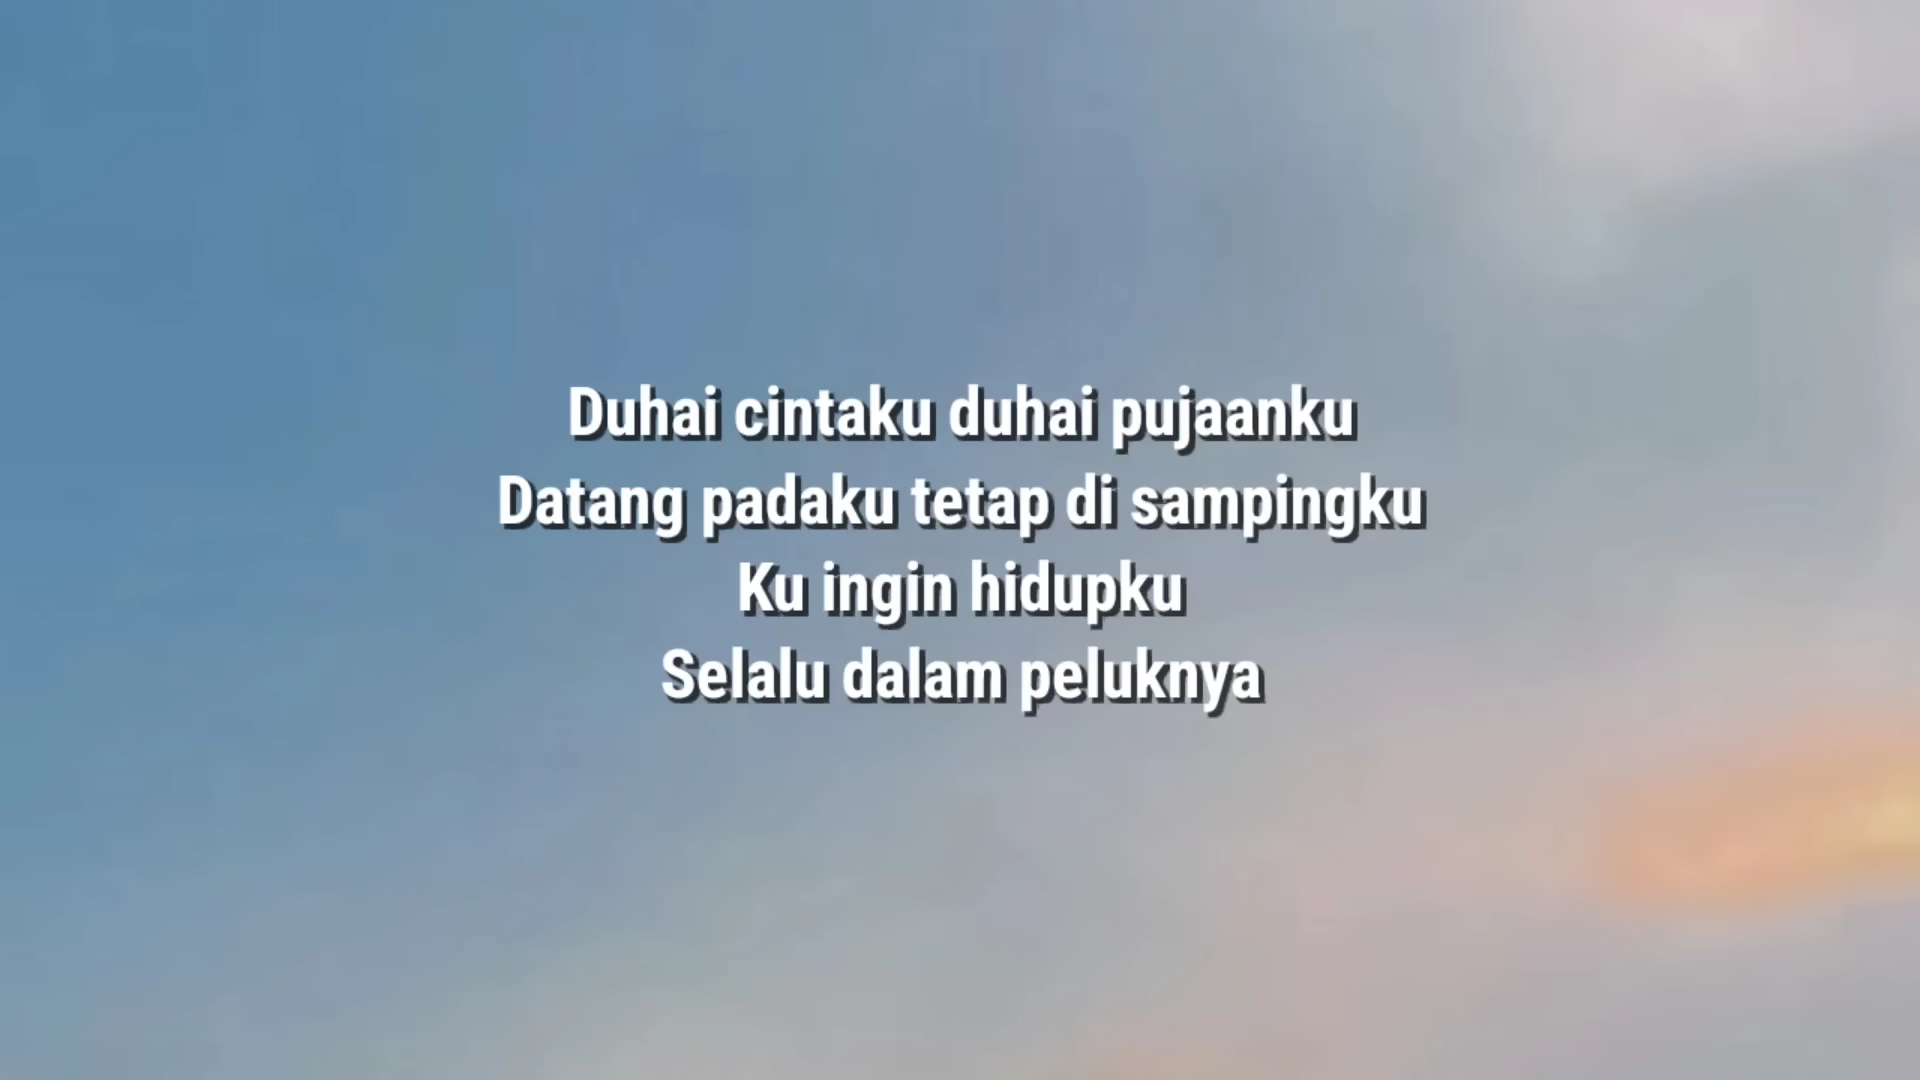 Duhai cintaku duhai pujaanku
Datang padaku tetap di sampingku
Ku ingin hidupku
Selalu dalam peluknya